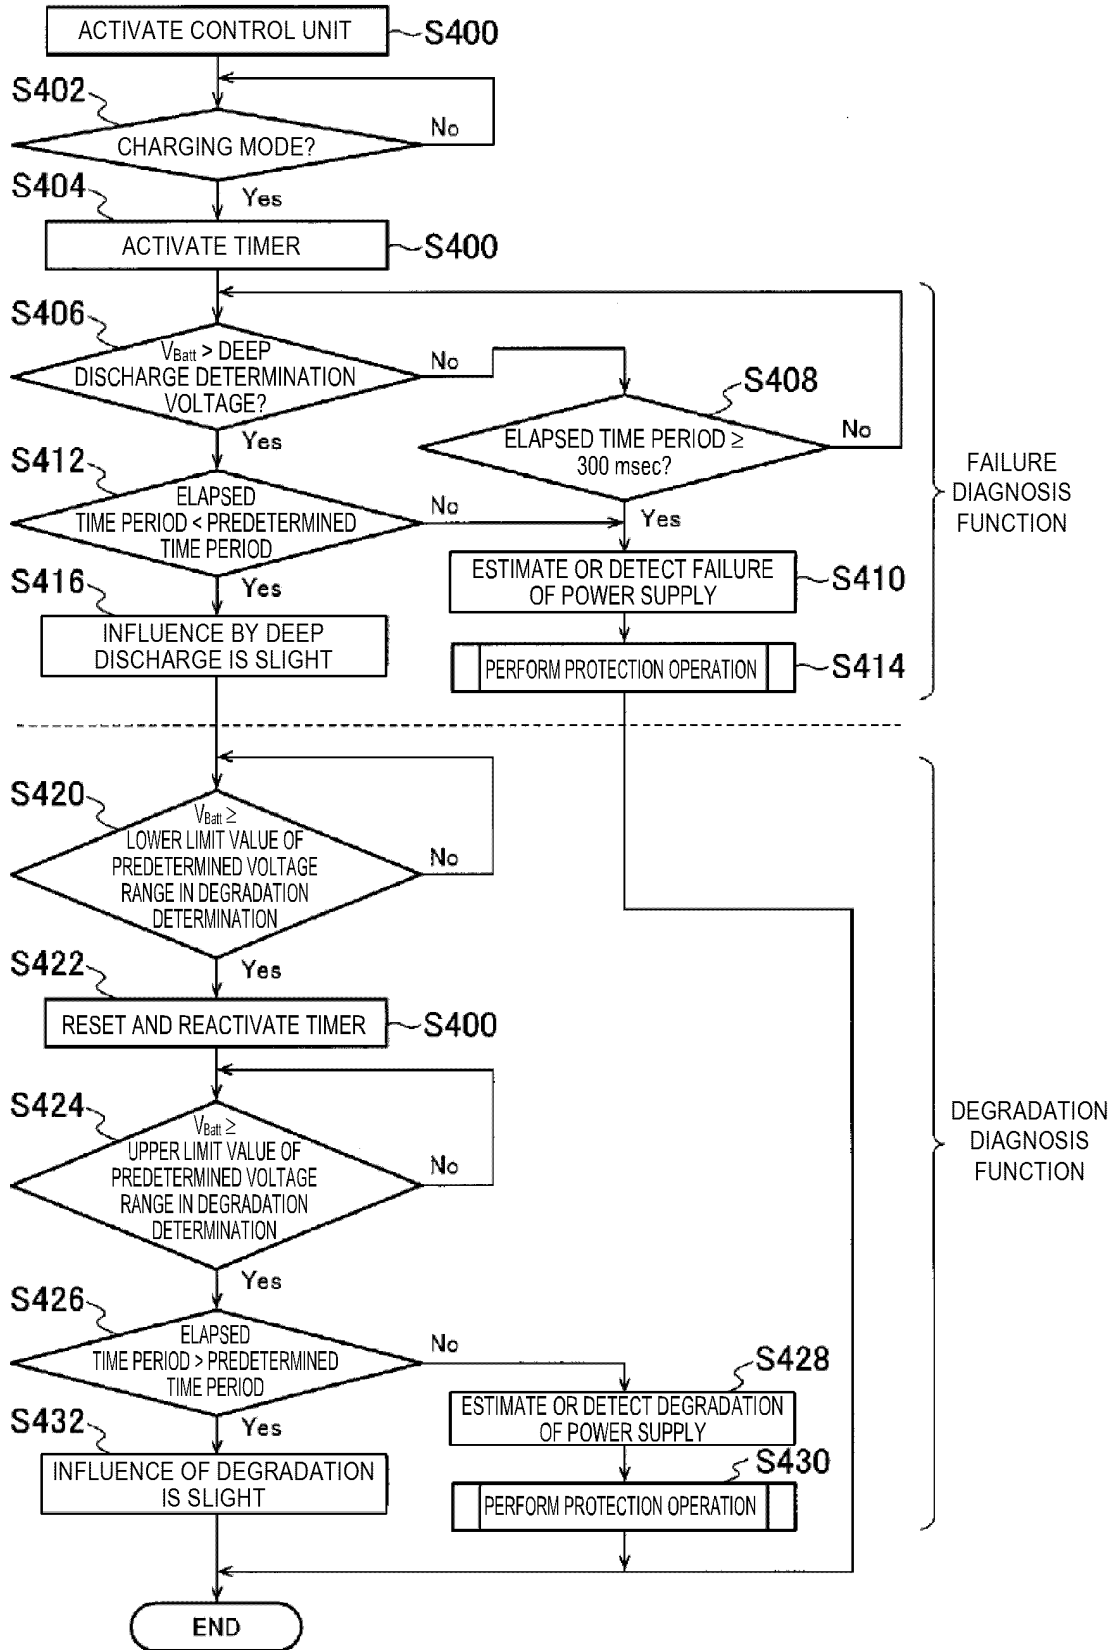 ACTIVATE CONTROL UNIT
S400
S402
CHARGING MODE?
No
Yes
S404
ACTIVATE TIMER
S400
S406
VBatt > DEEP
DISCHARGE DETERMINATION
VOLTAGE?
No
Yes
S408
ELAPSED TIME PERIOD ≥
300 msec?
No
Yes
S412
ELAPSED
TIME PERIOD < PREDETERMINED
TIME PERIOD
No
Yes
ESTIMATE OR DETECT FAILURE
OF POWER SUPPLY
S410
S416
INFLUENCE BY DEEP
DISCHARGE IS SLIGHT
PERFORM PROTECTION OPERATION
S414
FAILURE
DIAGNOSIS
FUNCTION
S420
VBatt ≥
LOWER LIMIT VALUE OF
PREDETERMINED VOLTAGE
RANGE IN DEGRADATION
DETERMINATION
No
Yes
S422
RESET AND REACTIVATE TIMER
S400
S424
VBatt ≥
UPPER LIMIT VALUE OF
PREDETERMINED VOLTAGE
RANGE IN DEGRADATION
DETERMINATION
No
Yes
DEGRADATION
DIAGNOSIS
FUNCTION
S426
ELAPSED
TIME PERIOD > PREDETERMINED
TIME PERIOD
No
Yes
S428
ESTIMATE OR DETECT DEGRADATION
OF POWER SUPPLY
S432
INFLUENCE OF DEGRADATION
IS SLIGHT
S430
PERFORM PROTECTION OPERATION
END